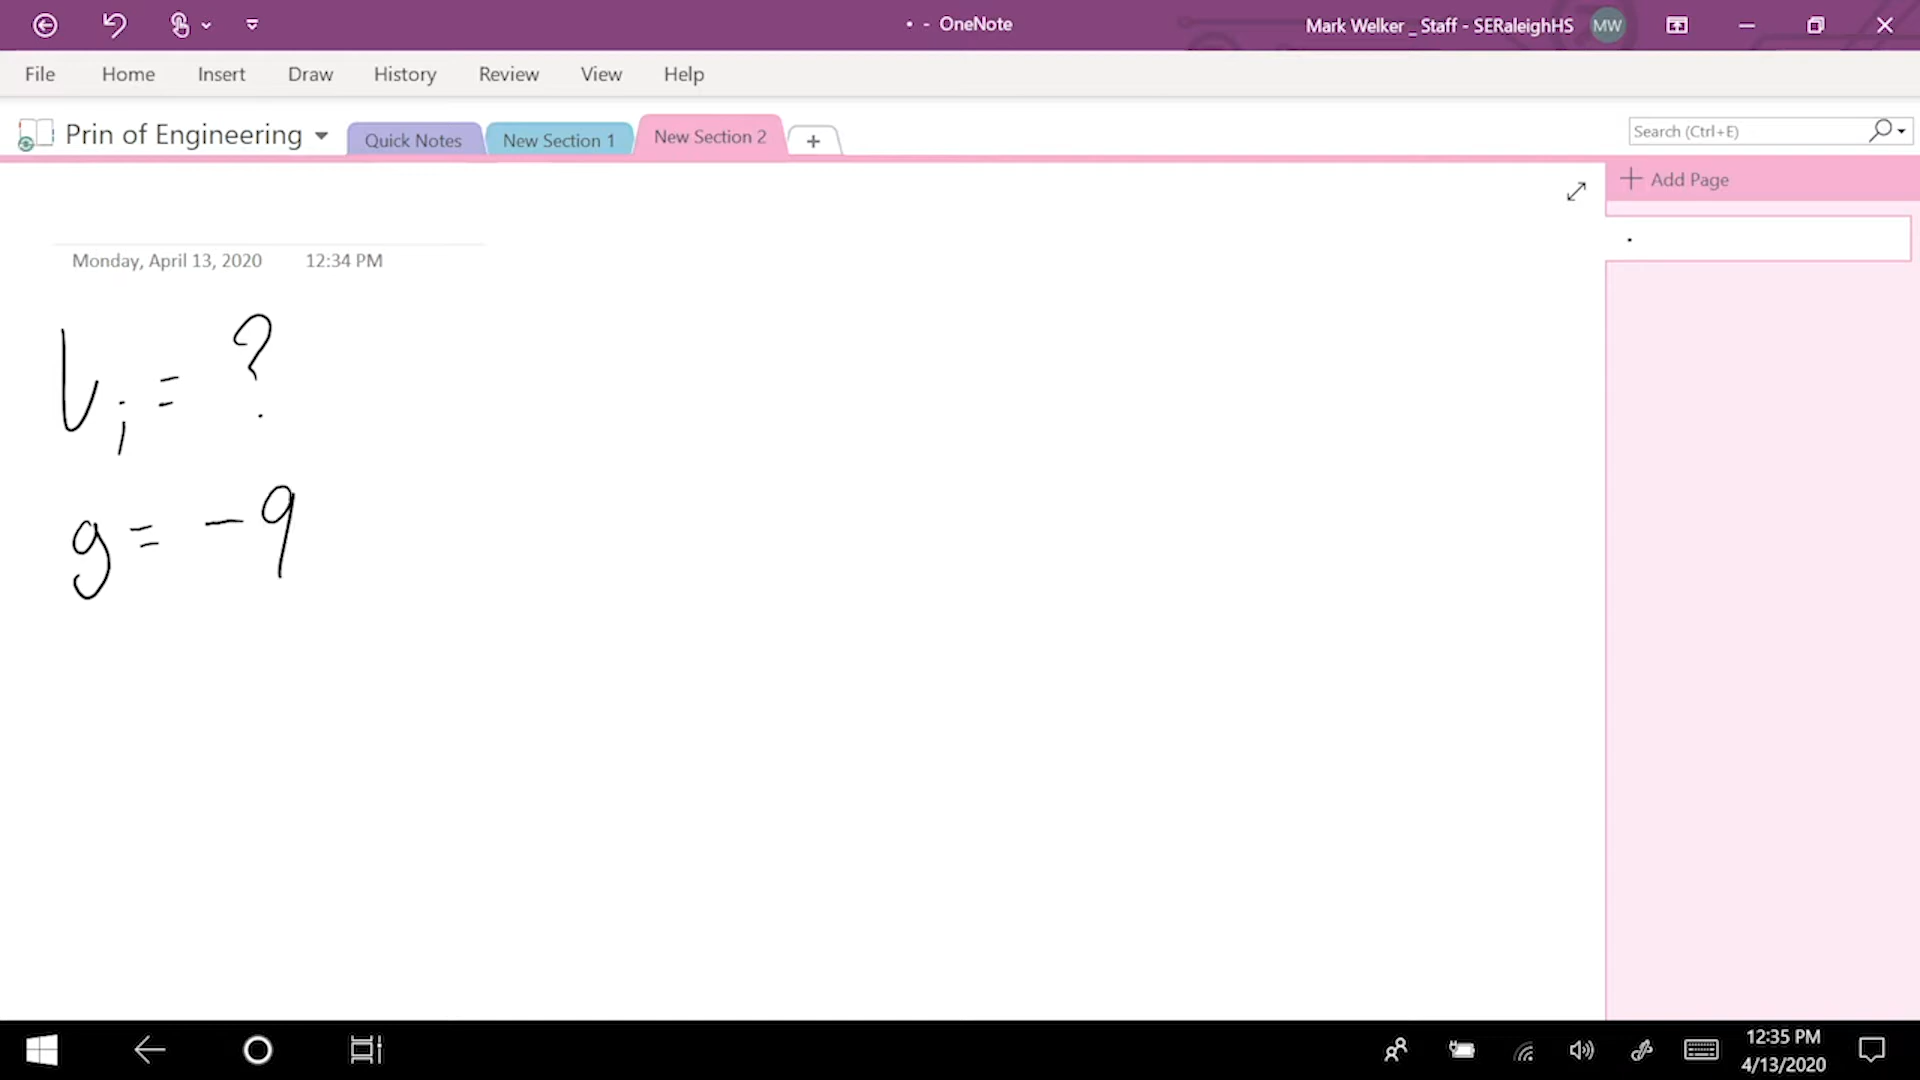 - OneNote
Mark Welker _ Staff - SERaleighHS MW
File Home Insert Draw History Review View Help
Prin of Engineering Quick Notes New Section 1 New Section 2 + Search (Ctrl+E)
Add Page
Monday, April 13, 2020 12:34 PM
Vi = ?
g = -9
12:35 PM
4/13/2020